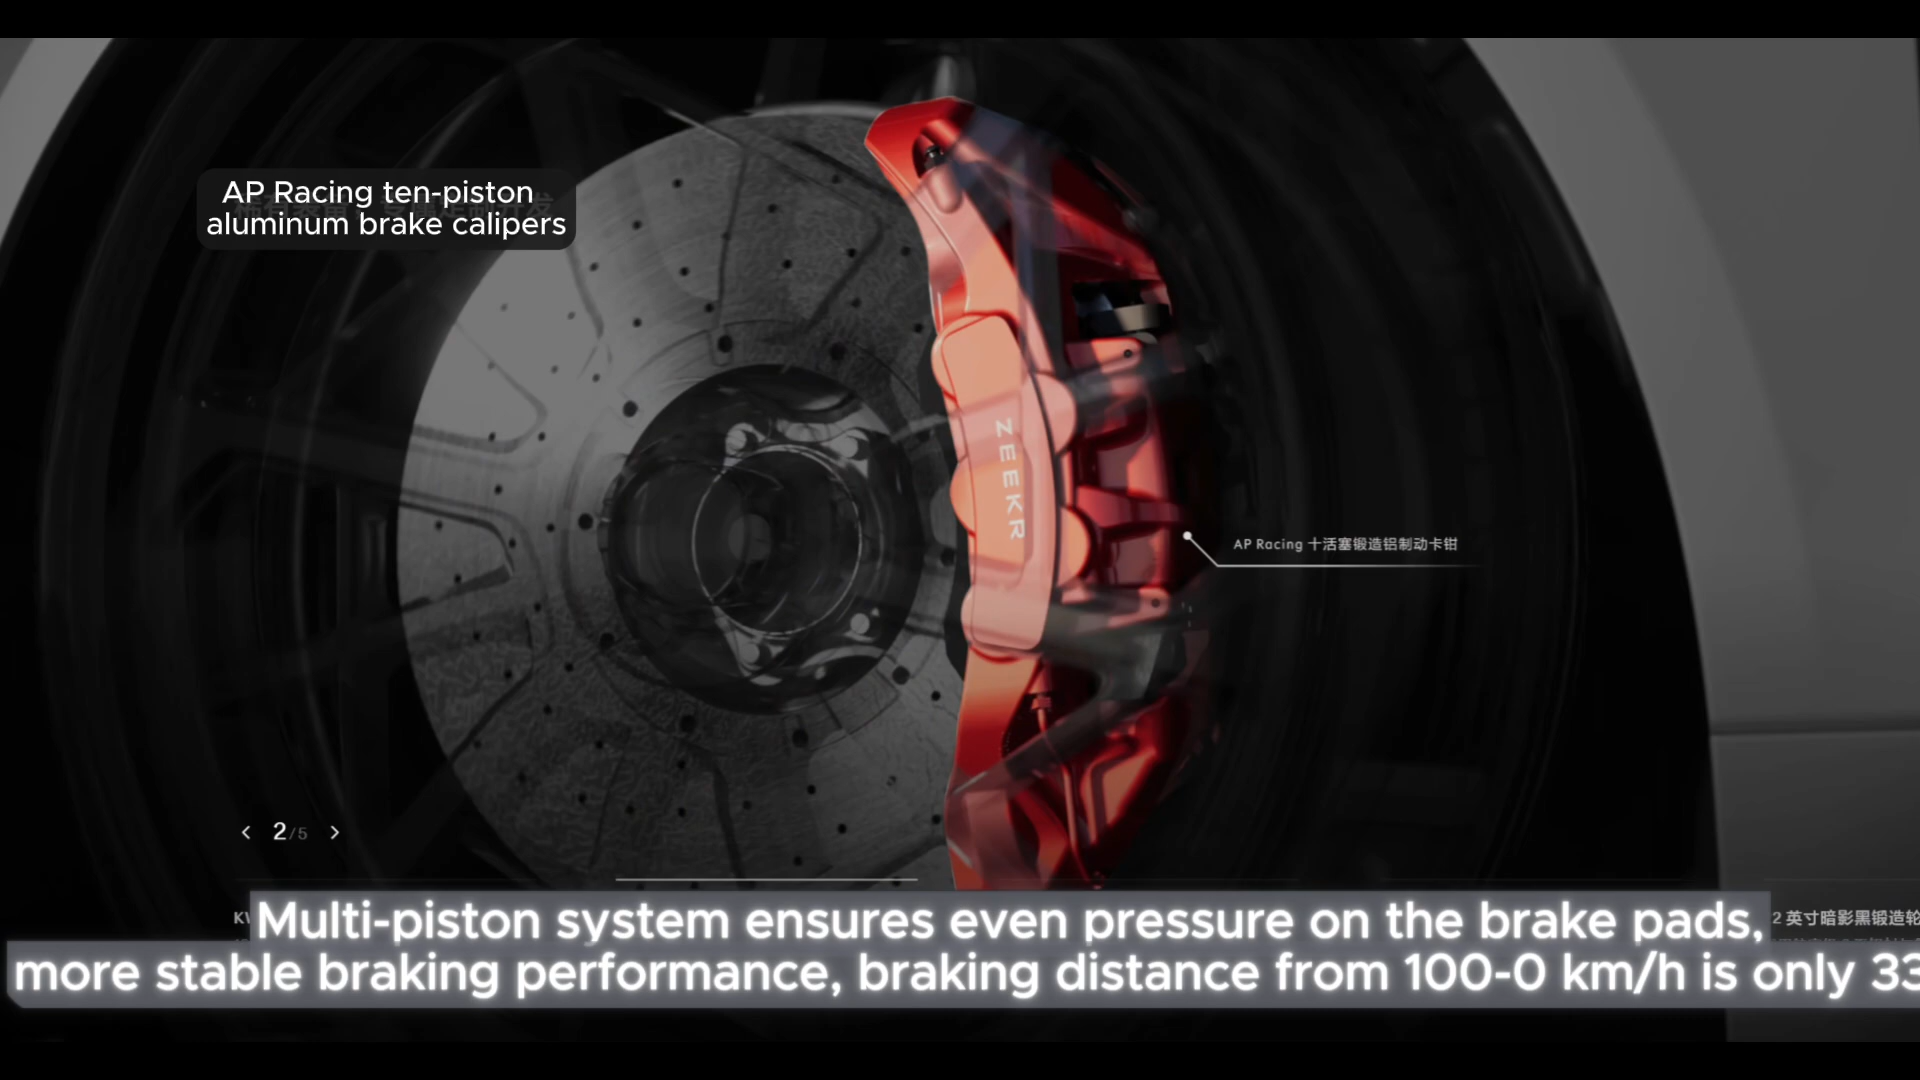 AP Racing ten-piston
aluminum brake calipers
ZEEKR
AP Racing 十活塞锻造铝制动卡钳
2/5
Multi-piston system ensures even pressure on the brake pads,
2 英寸暗影黑锻造轮
more stable braking performance, braking distance from 100-0 km/h is only 33